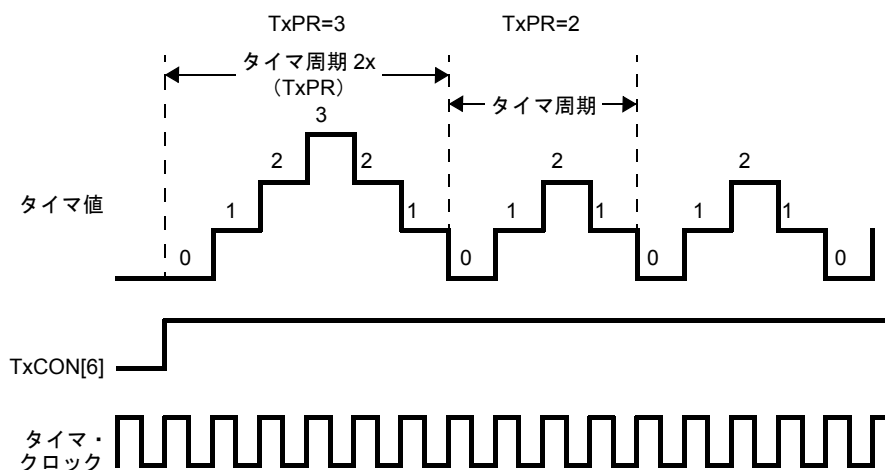 TxPR=3
TxPR=2
タイマ周期 2x
（TxPR）
タイマ周期
3
2
2
2
2
1
1
1
1
1
1
タイマ値
0
0
0
0
TxCON[6]
タイマ・
クロック